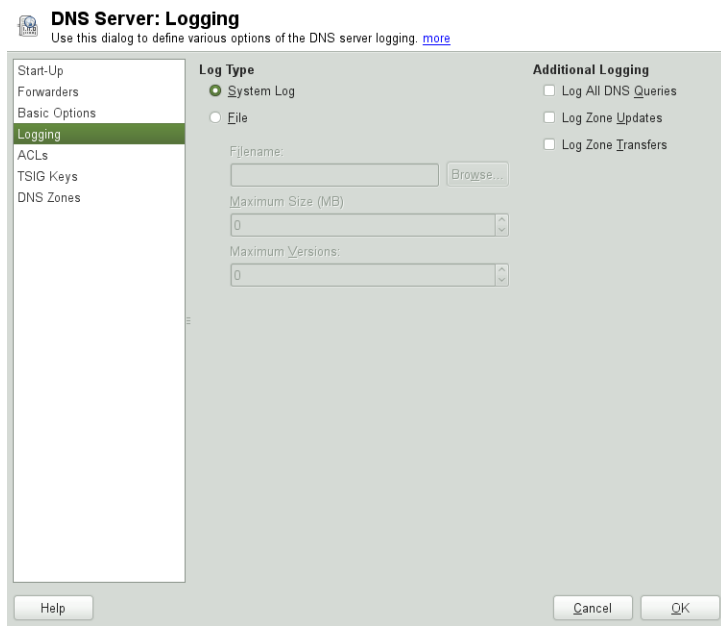 DNS Server: Logging
Use this dialog to define various options of the DNS server logging. more
Start-Up
Forwarders
Basic Options
Logging
ACLs
TSIG Keys
DNS Zones
Log Type
System Log
File
Filename:
Browse...
Maximum Size (MB)
0
Maximum Versions:
0
Additional Logging
Log All DNS Queries
Log Zone Updates
Log Zone Transfers
Help
Cancel
OK